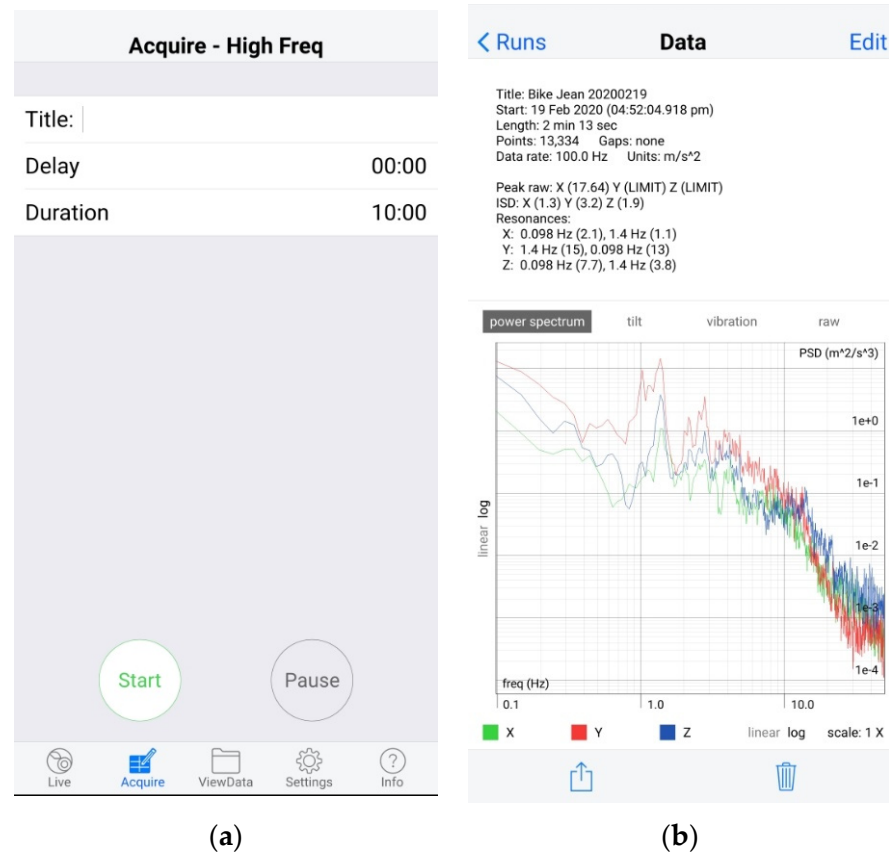 Acquire - High Freq
Title:
Delay 00:00
Duration 10:00
Start Pause
Live Acquire ViewData Settings Info
(a)
Runs Data Edit
Title: Bike Jean 20200219
Start: 19 Feb 2020 (04:52:04.918 pm)
Length: 2 min 13 sec
Points: 13,334 Gaps: none
Data rate: 100.0 Hz Units: m/s^2
Peak raw: X (17.64) Y (LIMIT) Z (LIMIT)
ISD: X (1.3) Y (3.2) Z (1.9)
Resonances:
X: 0.098 Hz (2.1), 1.4 Hz (1.1)
Y: 1.4 Hz (15), 0.098 Hz (13)
Z: 0.098 Hz (7.7), 1.4 Hz (3.8)
power spectrum tilt vibration raw
PSD (m^2/s^3)
1e+0
1e-1
linear log
1e-2
1e-3
1e-4
freq (Hz)
0.1 1.0 10.0
X Y Z linear log scale: 1 X
(b)